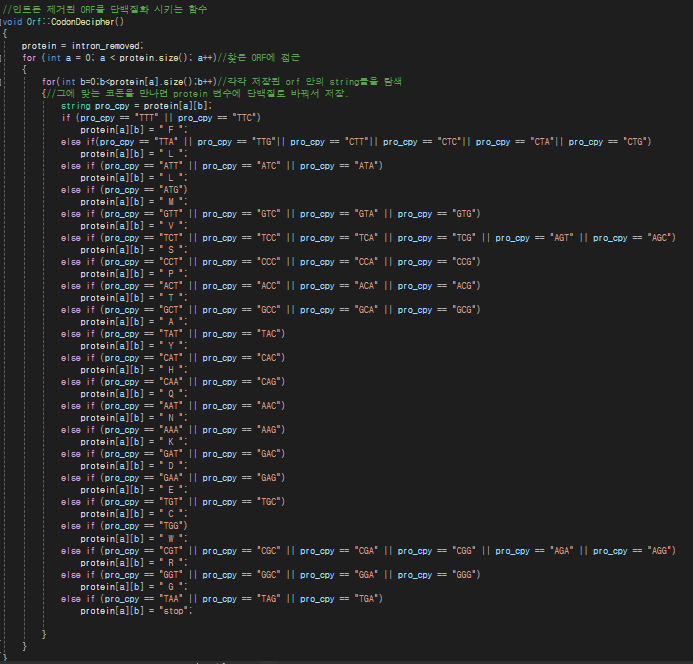 //인트론 제거된 ORF를 단백질화 시키는 함수
void Orf::CodonDecipher()
{
    protein = intron_removed;
    for (int a = 0; a < protein.size(); a++)//찾은 ORF에 접근
    {
        for(int b=0;b<protein[a].size();b++)//각각 저장된 orf 안의 string들을 탐색
        {//그에 맞는 코돈을 만나면 protein 변수에 단백질로 바꿔서 저장.
            string pro_cpy = protein[a][b];
            if (pro_cpy == "TTT" || pro_cpy == "TTC")
                protein[a][b] = " F ";
            else if(pro_cpy == "TTA" || pro_cpy == "TTG"|| pro_cpy == "CTT"|| pro_cpy == "CTC"|| pro_cpy == "CTA"|| pro_cpy == "CTG")
                protein[a][b] = " L ";
            else if (pro_cpy == "ATT" || pro_cpy == "ATC" || pro_cpy == "ATA")
                protein[a][b] = " L ";
            else if (pro_cpy == "ATG")
                protein[a][b] = " M ";
            else if (pro_cpy == "GTT" || pro_cpy == "GTC" || pro_cpy == "GTA" || pro_cpy == "GTG")
                protein[a][b] = " V ";
            else if (pro_cpy == "TCT" || pro_cpy == "TCC" || pro_cpy == "TCA" || pro_cpy == "TCG" || pro_cpy == "AGT" || pro_cpy == "AGC")
                protein[a][b] = " S ";
            else if (pro_cpy == "CCT" || pro_cpy == "CCC" || pro_cpy == "CCA" || pro_cpy == "CCG")
                protein[a][b] = " P ";
            else if (pro_cpy == "ACT" || pro_cpy == "ACC" || pro_cpy == "ACA" || pro_cpy == "ACG")
                protein[a][b] = " T ";
            else if (pro_cpy == "GCT" || pro_cpy == "GCC" || pro_cpy == "GCA" || pro_cpy == "GCG")
                protein[a][b] = " A ";
            else if (pro_cpy == "TAT" || pro_cpy == "TAC")
                protein[a][b] = " Y ";
            else if (pro_cpy == "CAT" || pro_cpy == "CAC")
                protein[a][b] = " H ";
            else if (pro_cpy == "CAA" || pro_cpy == "CAG")
                protein[a][b] = " Q ";
            else if (pro_cpy == "AAT" || pro_cpy == "AAC")
                protein[a][b] = " N ";
            else if (pro_cpy == "AAA" || pro_cpy == "AAG")
                protein[a][b] = " K ";
            else if (pro_cpy == "GAT" || pro_cpy == "GAC")
                protein[a][b] = " D ";
            else if (pro_cpy == "GAA" || pro_cpy == "GAG")
                protein[a][b] = " E ";
            else if (pro_cpy == "TGT" || pro_cpy == "TGC")
                protein[a][b] = " C ";
            else if (pro_cpy == "TGG")
                protein[a][b] = " W ";
            else if (pro_cpy == "CGT" || pro_cpy == "CGC" || pro_cpy == "CGA" || pro_cpy == "CGG" || pro_cpy == "AGA" || pro_cpy == "AGG")
                protein[a][b] = " R ";
            else if (pro_cpy == "GGT" || pro_cpy == "GGC" || pro_cpy == "GGA" || pro_cpy == "GGG")
                protein[a][b] = " G ";
            else if (pro_cpy == "TAA" || pro_cpy == "TAG" || pro_cpy == "TGA")
                protein[a][b] = "stop";
        }
    }
}